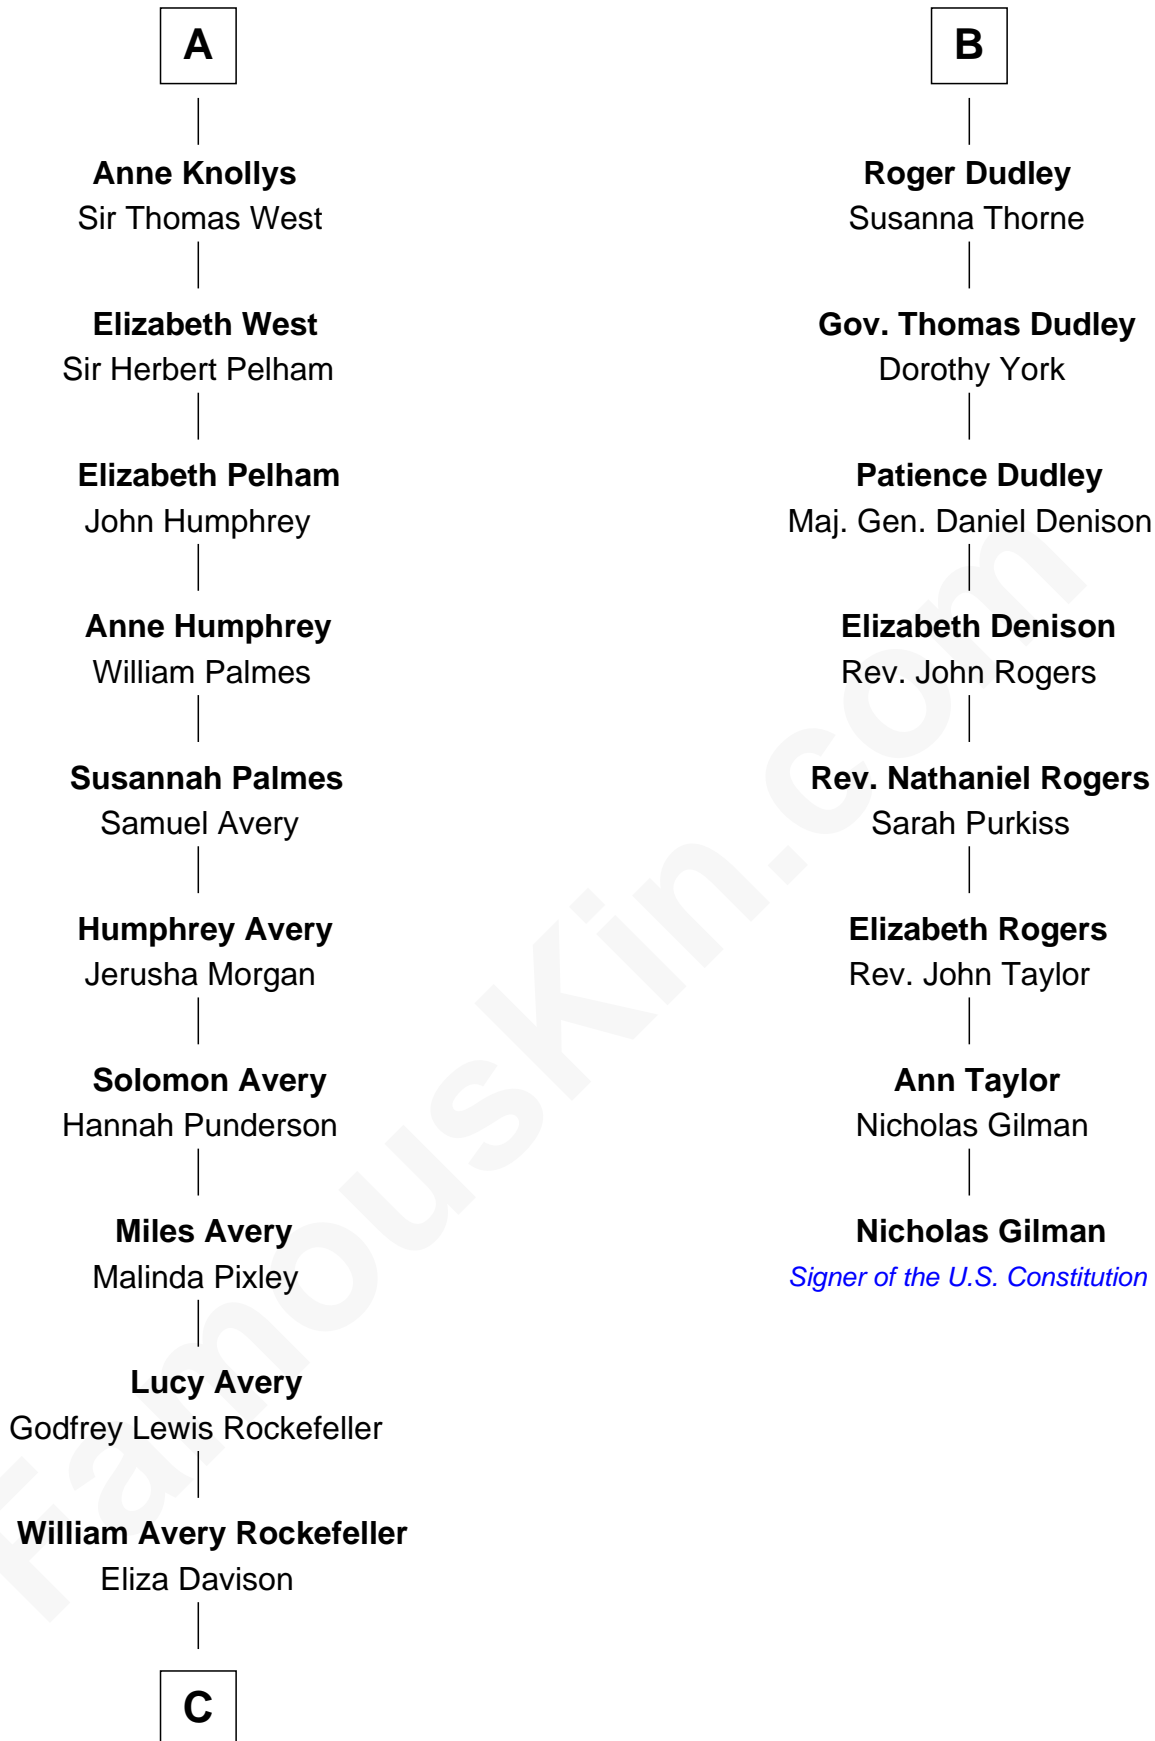 A
Anne Knollys
Sir Thomas West
Elizabeth West
Sir Herbert Pelham
Elizabeth Pelham
John Humphrey
Anne Humphrey
William Palmes
Susannah Palmes
Samuel Avery
Humphrey Avery
Jerusha Morgan
Solomon Avery
Hannah Punderson
Miles Avery
Malinda Pixley
Lucy Avery
Godfrey Lewis Rockefeller
William Avery Rockefeller
Eliza Davison
C
B
Roger Dudley
Susanna Thorne
Gov. Thomas Dudley
Dorothy York
Patience Dudley
Maj. Gen. Daniel Denison
Elizabeth Denison
Rev. John Rogers
Rev. Nathaniel Rogers
Sarah Purkiss
Elizabeth Rogers
Rev. John Taylor
Ann Taylor
Nicholas Gilman
Nicholas Gilman
Signer of the U.S. Constitution
FamousKin.com